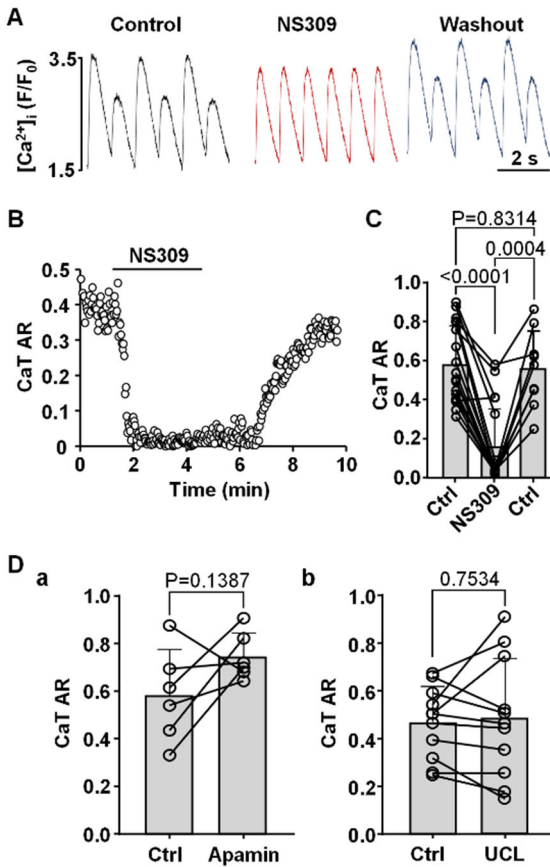 A
Control
NS309
Washout
[Ca²⁺]ᵢ (F/F₀)
3.5
1.5
2 s
B
NS309
CaT AR
0.5
0.4
0.3
0.2
0.1
0
0 2 4 6 8 10
Time (min)
C
P=0.8314
0.0004
<0.0001
CaT AR
1.0
0.8
0.6
0.4
0.2
0.0
Ctrl NS309 Ctrl
D
a
P=0.1387
CaT AR
1.0
0.8
0.6
0.4
0.2
0.0
Ctrl Apamin
b
0.7534
CaT AR
1.0
0.8
0.6
0.4
0.2
0.0
Ctrl UCL